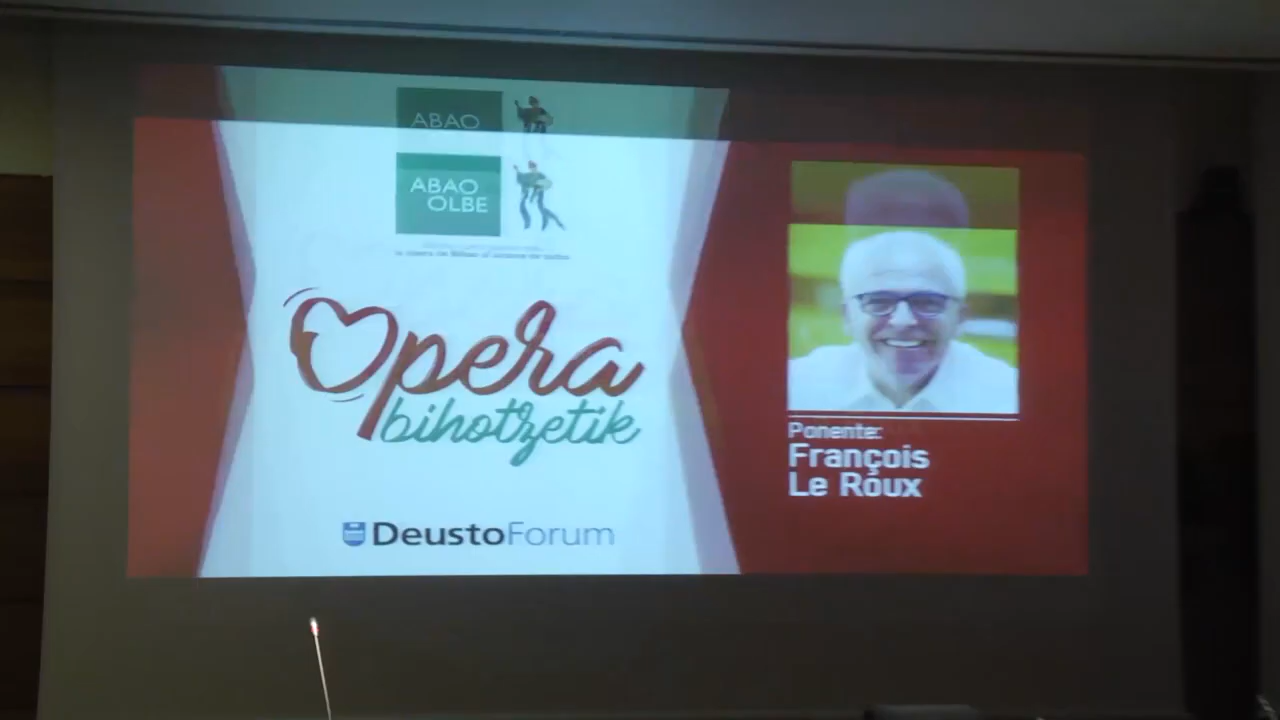 ABAO
ABAO
OLBE
Opera
bihotzetik
DeustoForum
Ponente:
François
Le Roux